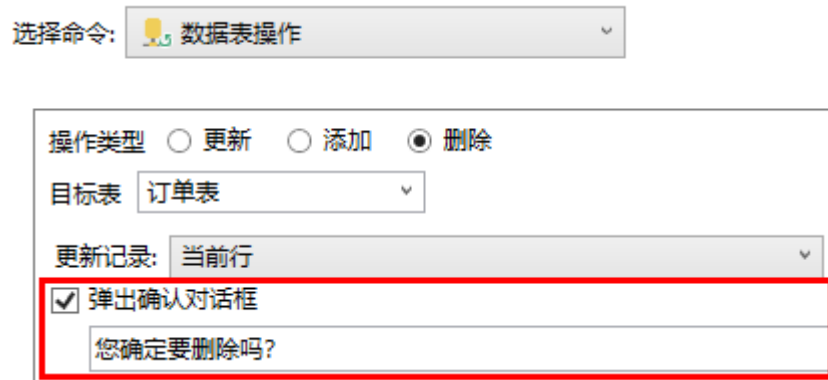 选择命令: 数据表操作
操作类型 更新 添加 删除
目标表 订单表
更新记录: 当前行
弹出确认对话框
您确定要删除吗?